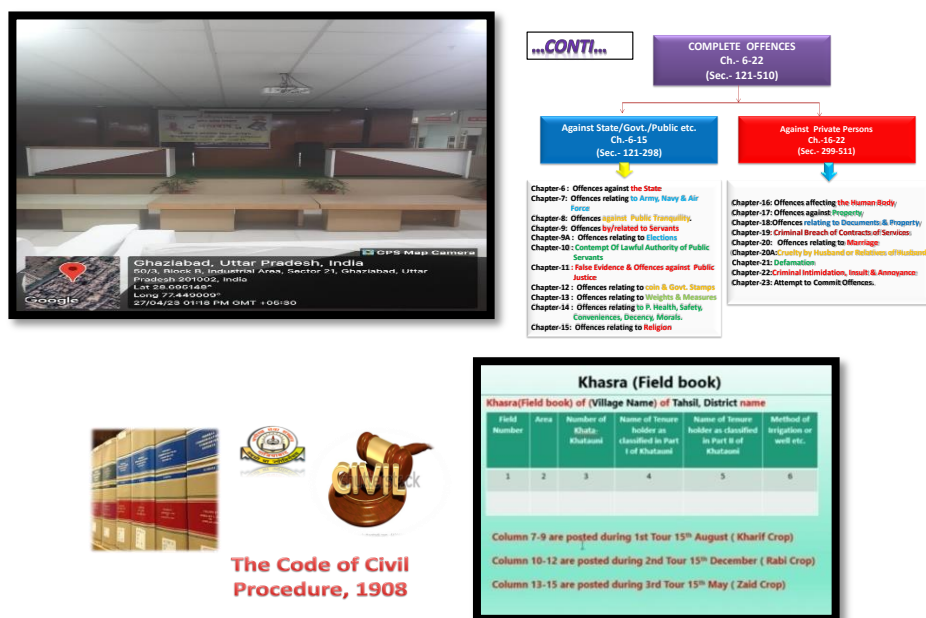 GPS Map Camera
Ghaziabad, Uttar Pradesh, India
50/3, Block B, Industrial Area, Sector 21, Ghaziabad, Uttar
Pradesh 201002, India
Lat 28.695148°
Long 77.449009°
27/04/23 01:18 PM GMT +05:30
Google
...CONTI...
COMPLETE OFFENCES
Ch.- 6-22
(Sec.- 121-510)
Against State/Govt./Public etc.
Ch.-6-15
(Sec.- 121-298)
Against Private Persons
Ch.-16-22
(Sec.- 299-511)
Chapter-6 : Offences against the State
Chapter-7: Offences relating to Army, Navy & Air
Force
Chapter-8: Offences against Public Tranquility.
Chapter-9: Offences by/related to Servants
Chapter-9A : Offences relating to Elections
Chapter-10 : Contempt Of Lawful Authority of Public
Servants
Chapter-11 : False Evidence & Offences against Public
Justice
Chapter-12 : Offences relating to coin & Govt. Stamps
Chapter-13 : Offences relating to Weights & Measures
Chapter-14 : Offences relating to P. Health, Safety,
Conveniences, Decency, Morals.
Chapter-15: Offences relating to Religion
Chapter-16: Offences affecting the Human Body
Chapter-17: Offences against Property
Chapter-18:Offences relating to Documents & Property
Chapter-19: Criminal Breach of Contracts of Services
Chapter-20: Offences relating to Marriage
Chapter-20A:Cruelty by Husband or Relatives of Husband
Chapter-21: Defamation
Chapter-22:Criminal Intimidation, Insult & Annoyance
Chapter-23: Attempt to Commit Offences.
CIVIL
The Code of Civil
Procedure, 1908
Khasra (Field book)
Khasra(Field book) of (Village Name) of Tahsil, District name
Field Number
Area
Number of Khata-Khatauni
Name of Tenure holder as classified in Part I of Khatauni
Name of Tenure holder as classified in Part II of Khatauni
Method of Irrigation or well etc.
1 2 3 4 5 6
Column 7-9 are posted during 1st Tour 15th August ( Kharif Crop)
Column 10-12 are posted during 2nd Tour 15th December ( Rabi Crop)
Column 13-15 are posted during 3rd Tour 15th May ( Zaid Crop)